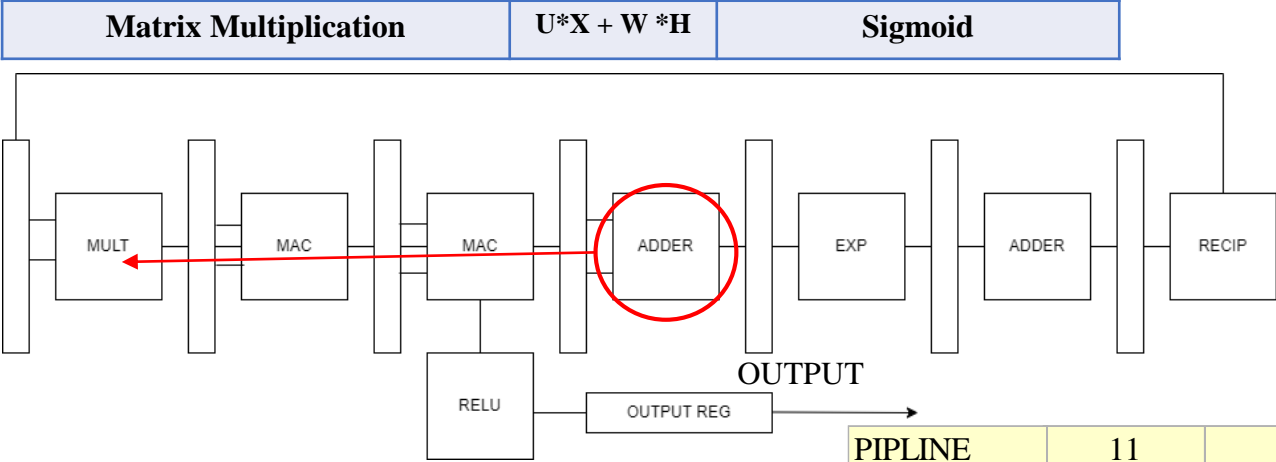 Matrix Multiplication U*X + W *H Sigmoid
MULT MAC MAC ADDER EXP ADDER RECIP
OUTPUT
RELU OUTPUT REG
PIPLINE 11